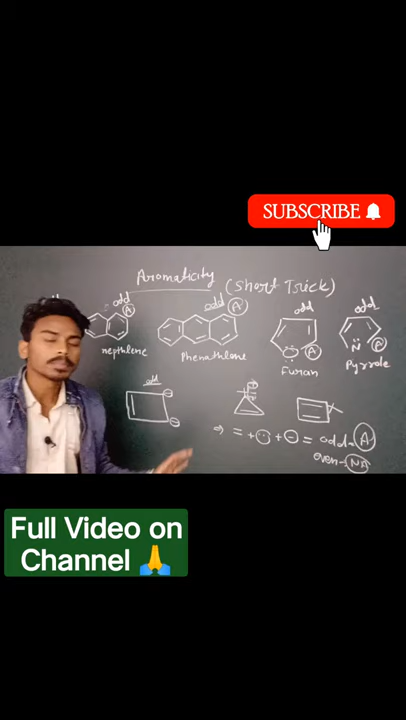 SUBSCRIBE
Aromaticity (Short Trick)
odd A odd A odd odd
nepthlene Phenathlene Furan A Pyrrole A
N
odd
⇒ = + :: + ⊖ = odd - A
even - NA
Full Video on
Channel 🙏